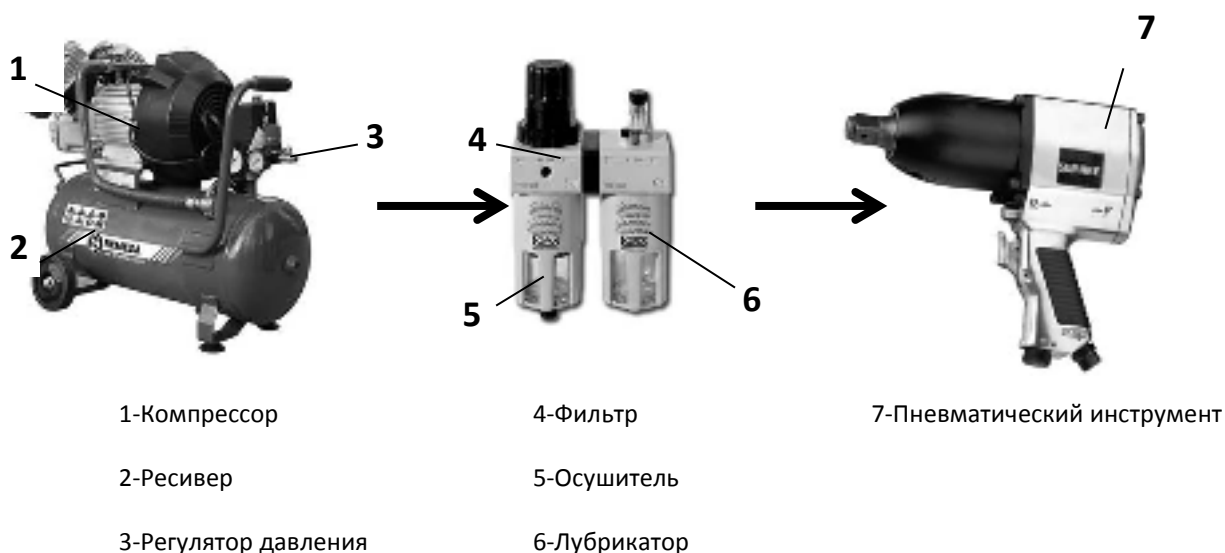 7
1
3
4
2
5
6
1-Компрессор 4-Фильтр 7-Пневматический инструмент
2-Ресивер 5-Осушитель
3-Регулятор давления 6-Лубрикатор